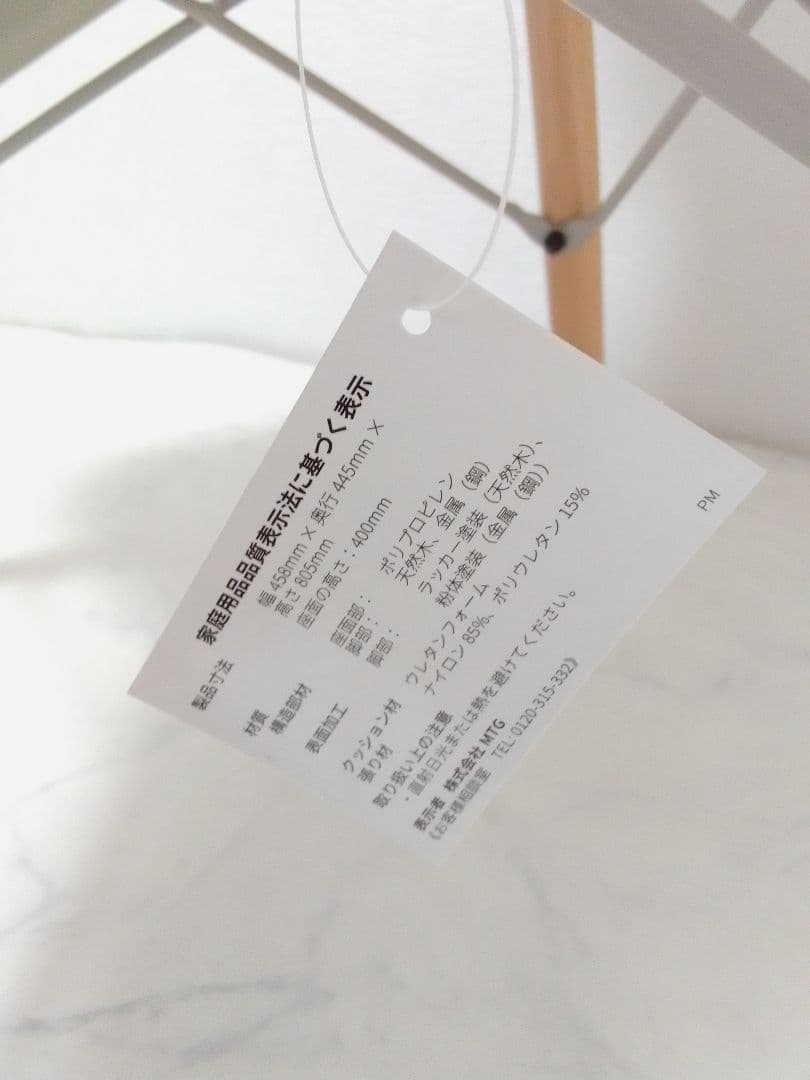 家庭用品品質表示法に基づく表示
製品寸法 幅 458mm × 奥行 445mm ×
高さ 805mm
座面の高さ：400mm
材質
構造部材 座面部： ポリプロピレン
脚部： 天然木、金属（鋼）
表面加工 脚部： ラッカー塗装（天然木）、
粉体塗装（金属（鋼））
クッション材 ウレタンフォーム
張り材 ナイロン 85%、ポリウレタン 15%
取り扱い上の注意
・直射日光または熱を避けてください。
表示者 株式会社 MTG
《お客様相談室 TEL: 0120-315-332》
PM